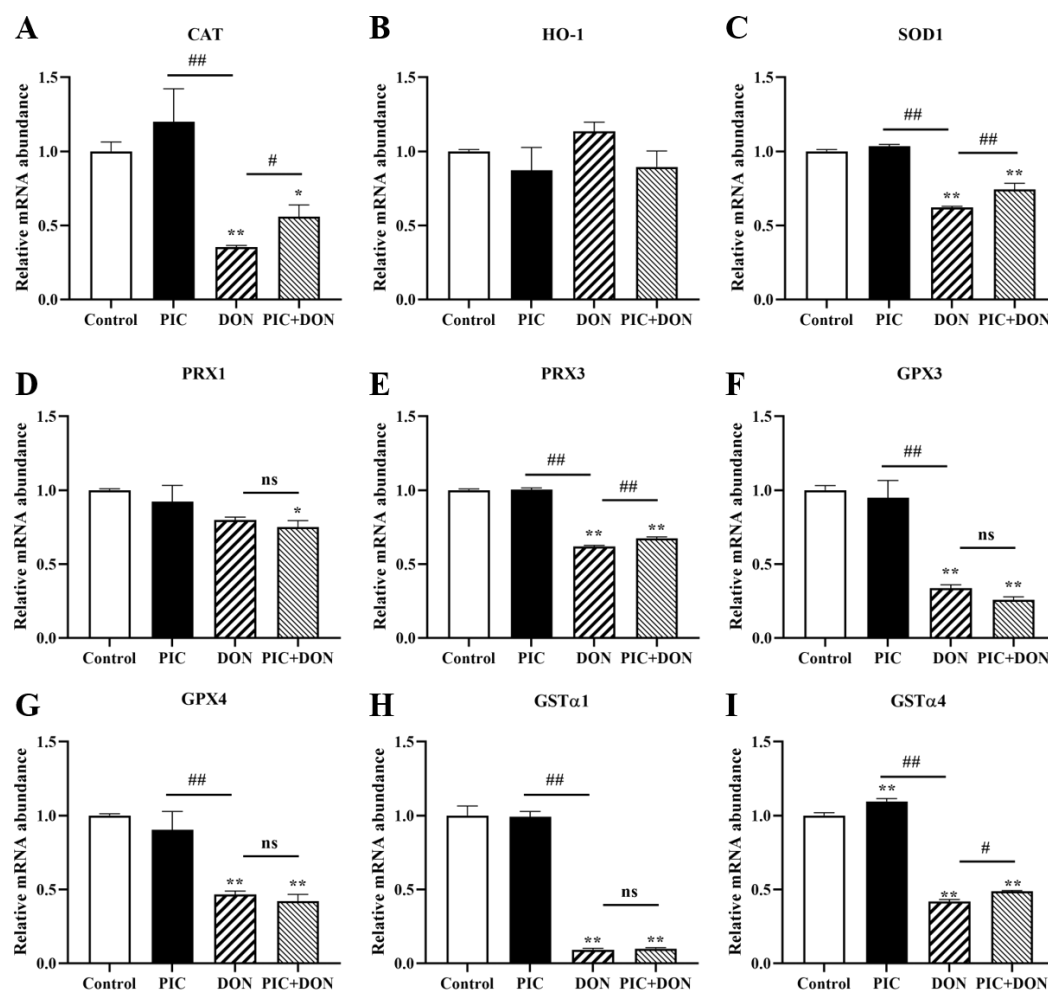 A
CAT
Relative mRNA abundance
1.5
1.0
0.5
0.0
##
#
**
*
Control PIC DON PIC+DON
B
HO-1
Relative mRNA abundance
1.5
1.0
0.5
0.0
Control PIC DON PIC+DON
C
SOD1
Relative mRNA abundance
1.5
1.0
0.5
0.0
##
##
**
**
Control PIC DON PIC+DON
D
PRX1
Relative mRNA abundance
1.5
1.0
0.5
0.0
ns
*
Control PIC DON PIC+DON
E
PRX3
Relative mRNA abundance
1.5
1.0
0.5
0.0
##
##
**
**
Control PIC DON PIC+DON
F
GPX3
Relative mRNA abundance
1.5
1.0
0.5
0.0
##
ns
**
**
Control PIC DON PIC+DON
G
GPX4
Relative mRNA abundance
1.5
1.0
0.5
0.0
##
ns
**
**
Control PIC DON PIC+DON
H
GSTα1
Relative mRNA abundance
1.5
1.0
0.5
0.0
##
ns
**
**
Control PIC DON PIC+DON
I
GSTα4
Relative mRNA abundance
1.5
1.0
0.5
0.0
##
**
#
**
**
Control PIC DON PIC+DON